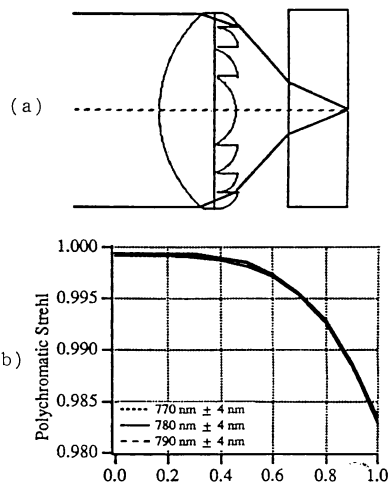 (a)
1.000
0.995
0.990
0.985
0.980
b)
Polychromatic Strehl
770 nm ± 4 nm
780 nm ± 4 nm
790 nm ± 4 nm
0.0 0.2 0.4 0.6 0.8 1.0